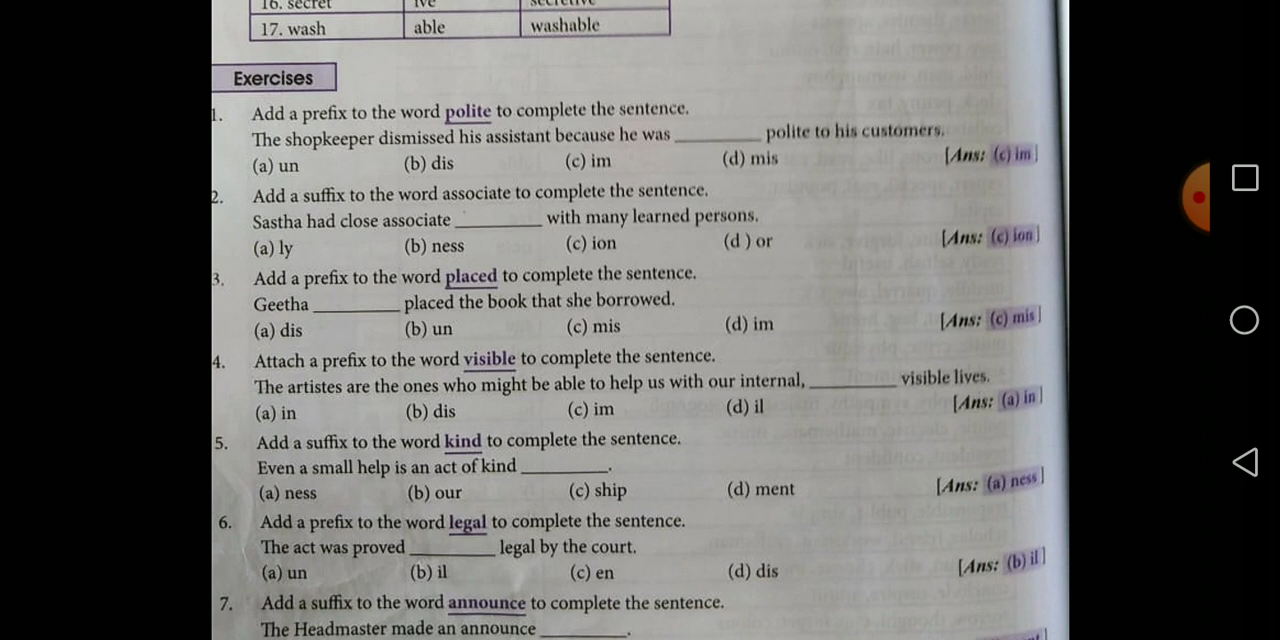 16. secret ive secretive
17. wash able washable
Exercises
1. Add a prefix to the word polite to complete the sentence.
The shopkeeper dismissed his assistant because he was ________ polite to his customers.
(a) un (b) dis (c) im (d) mis [Ans: (c) im]
2. Add a suffix to the word associate to complete the sentence.
Sastha had close associate ________ with many learned persons.
(a) ly (b) ness (c) ion (d ) or [Ans: (c) ion]
3. Add a prefix to the word placed to complete the sentence.
Geetha ________ placed the book that she borrowed.
(a) dis (b) un (c) mis (d) im [Ans: (c) mis]
4. Attach a prefix to the word visible to complete the sentence.
The artistes are the ones who might be able to help us with our internal, ________ visible lives.
(a) in (b) dis (c) im (d) il [Ans: (a) in]
5. Add a suffix to the word kind to complete the sentence.
Even a small help is an act of kind ________.
(a) ness (b) our (c) ship (d) ment [Ans: (a) ness]
6. Add a prefix to the word legal to complete the sentence.
The act was proved ________ legal by the court.
(a) un (b) il (c) en (d) dis [Ans: (b) il]
7. Add a suffix to the word announce to complete the sentence.
The Headmaster made an announce ________.